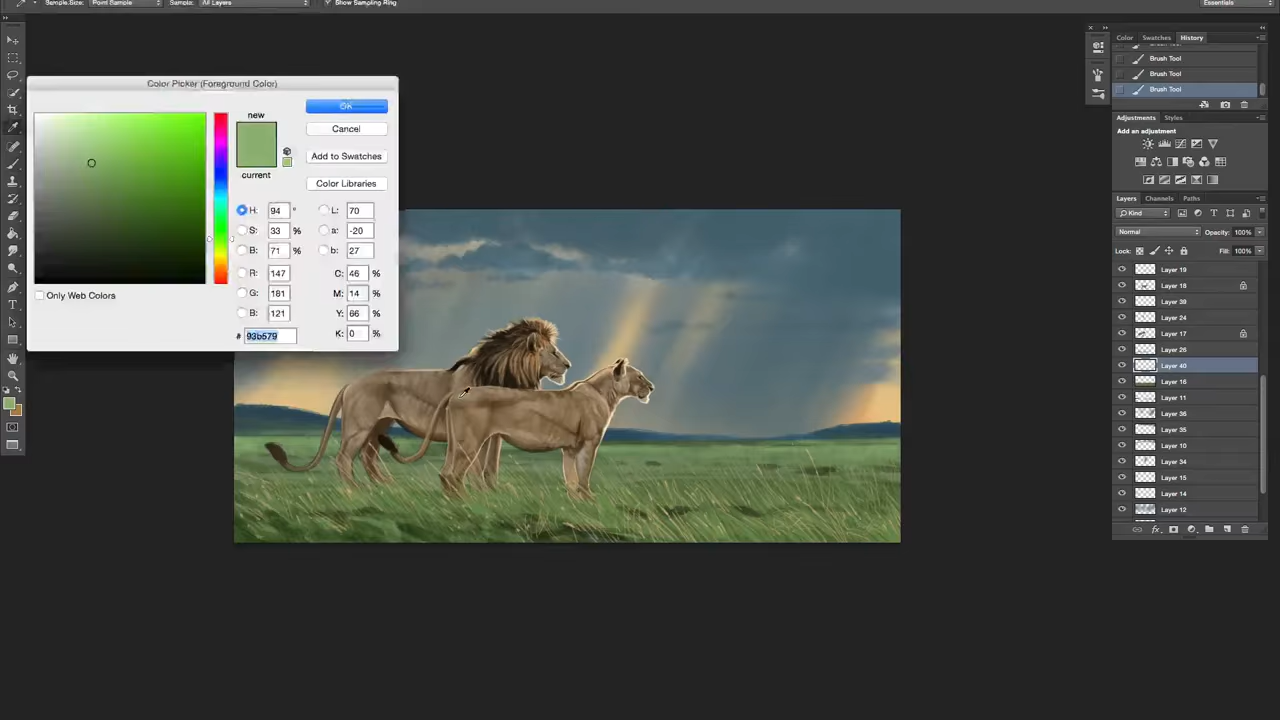 Sample Size: Point Sample Sample: All Layers Show Sampling Ring Essentials
Color Picker (Foreground Color)
new
current
OK
Cancel
Add to Swatches
Color Libraries
H: 94 ° L: 70
S: 33 % a: -20
B: 71 % b: 27
R: 147 C: 46 %
G: 181 M: 14 %
B: 121 Y: 66 %
# 93b579 K: 0 %
Only Web Colors
Color Swatches History
Brush Tool
Brush Tool
Brush Tool
Brush Tool
Adjustments Styles
Add an adjustment
Layers Channels Paths
Kind
Normal Opacity: 100%
Lock: Fill: 100%
Layer 19
Layer 18
Layer 39
Layer 24
Layer 17
Layer 26
Layer 40
Layer 16
Layer 11
Layer 36
Layer 35
Layer 10
Layer 34
Layer 15
Layer 14
Layer 12